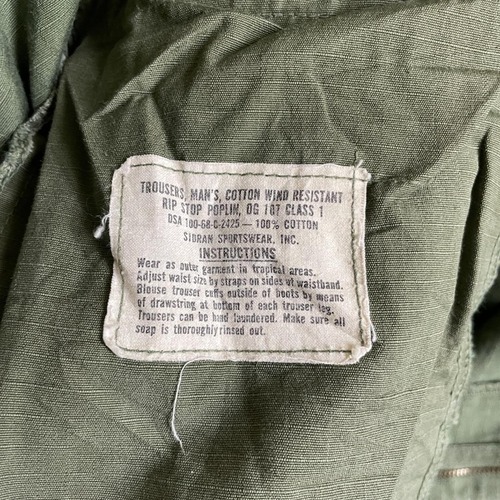 TROUSERS, MAN'S, COTTON WIND RESISTANT
RIP STOP POPLIN, OG 107 CLASS 1
DSA 100-68-C-2425 — 100% COTTON
SIDRAN SPORTSWEAR, INC.
INSTRUCTIONS
Wear as outer garment in tropical areas.
Adjust waist size by straps on sides of waistband.
Blouse trouser cuffs outside of boots by means
of drawstring at bottom of each trouser leg.
Trousers can be hand laundered. Make sure all
soap is thoroughly rinsed out.